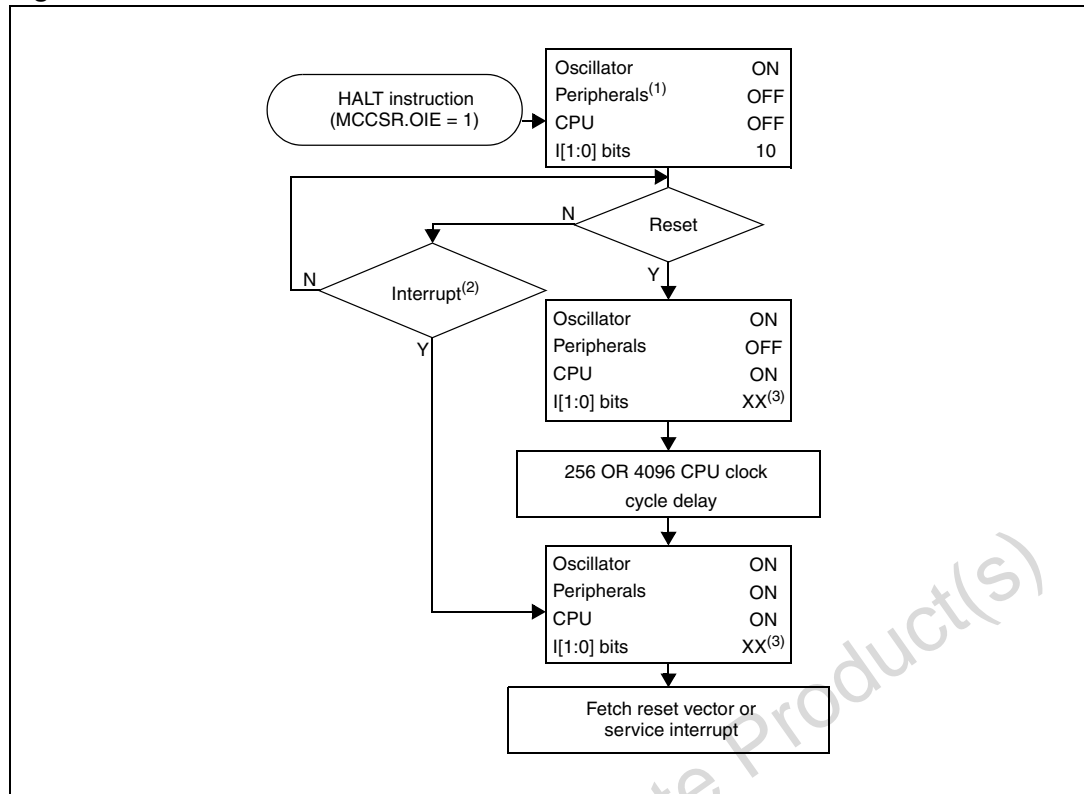 HALT instruction
(MCCSR.OIE = 1)
Oscillator ON
Peripherals(1) OFF
CPU OFF
I[1:0] bits 10
Reset
N
Y
Interrupt(2)
N
Y
Oscillator ON
Peripherals OFF
CPU ON
I[1:0] bits XX(3)
256 OR 4096 CPU clock
cycle delay
Oscillator ON
Peripherals ON
CPU ON
I[1:0] bits XX(3)
Fetch reset vector or
service interrupt
Product(s)